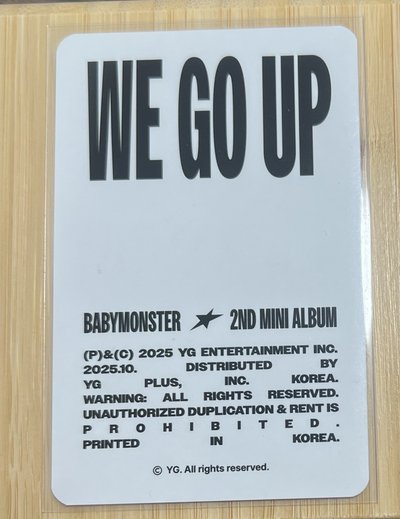 WE GO UP
BABYMONSTER ★ 2ND MINI ALBUM
(P)&(C) 2025 YG ENTERTAINMENT INC.
2025.10. DISTRIBUTED BY
YG PLUS, INC. KOREA.
WARNING: ALL RIGHTS RESERVED.
UNAUTHORIZED DUPLICATION & RENT IS
PROHIBITED.
PRINTED IN KOREA.
© YG. All rights reserved.